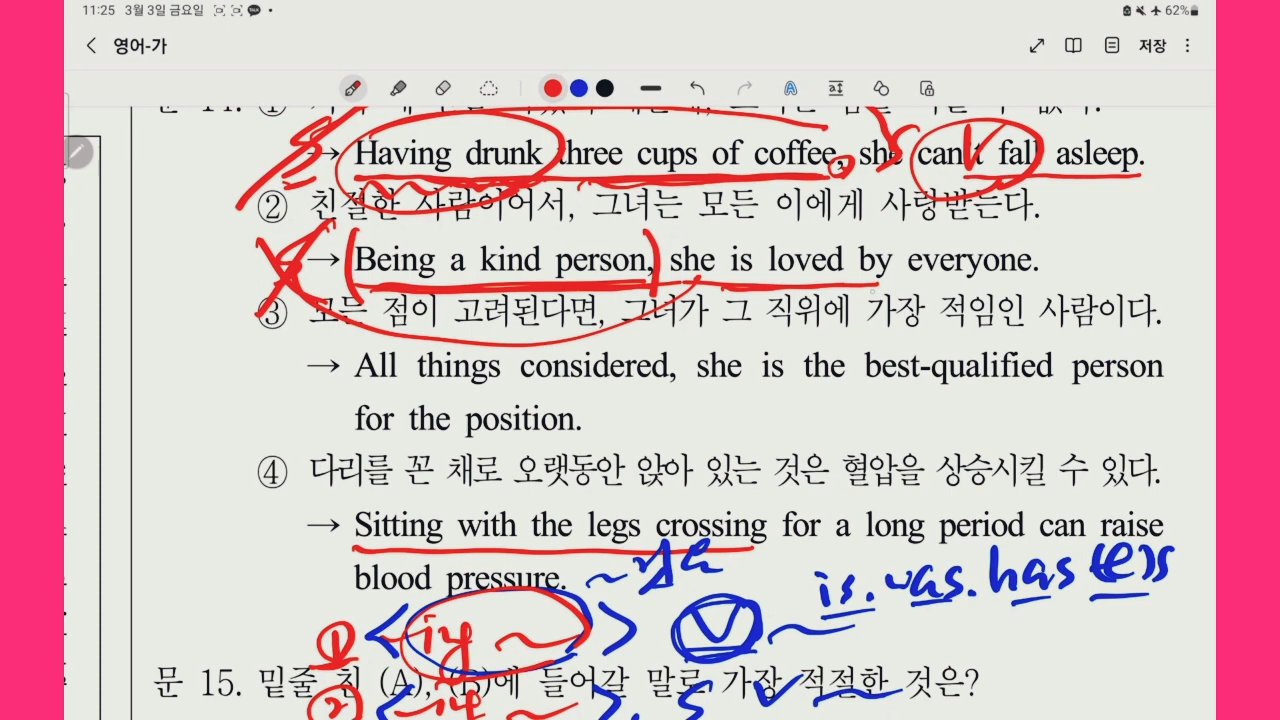 11:25 3월 3일 금요일 62%
영어-가 저장
문 14. ①
→ Having drunk three cups of coffee, she can't fall asleep.
② 친절한 사람이어서, 그녀는 모든 이에게 사랑받는다.
→ Being a kind person, she is loved by everyone.
③ 모든 점이 고려된다면, 그녀가 그 직위에 가장 적임인 사람이다.
→ All things considered, she is the best-qualified person
for the position.
④ 다리를 꼰 채로 오랫동안 앉아 있는 것은 혈압을 상승시킬 수 있다.
→ Sitting with the legs crossing for a long period can raise
blood pressure.
is. was. has (e)s
① < ing ~ > V ~
문 15. 밑줄 친 (A), (B)에 들어갈 말로 가장 적절한 것은?
② < ing ~ >, S V ~